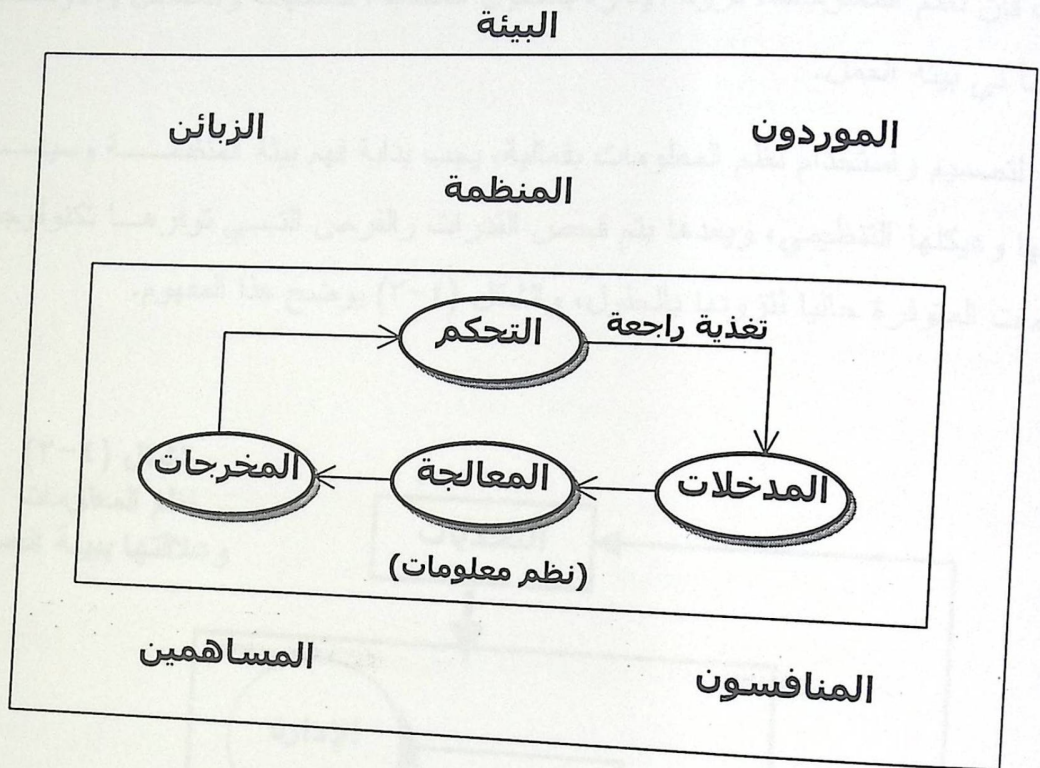 البيئة
الموردون الزبائن
المنظمة
التحكم
تغذية راجعة
المدخلات المعالجة المخرجات
(نظم معلومات)
المنافسون المساهمين